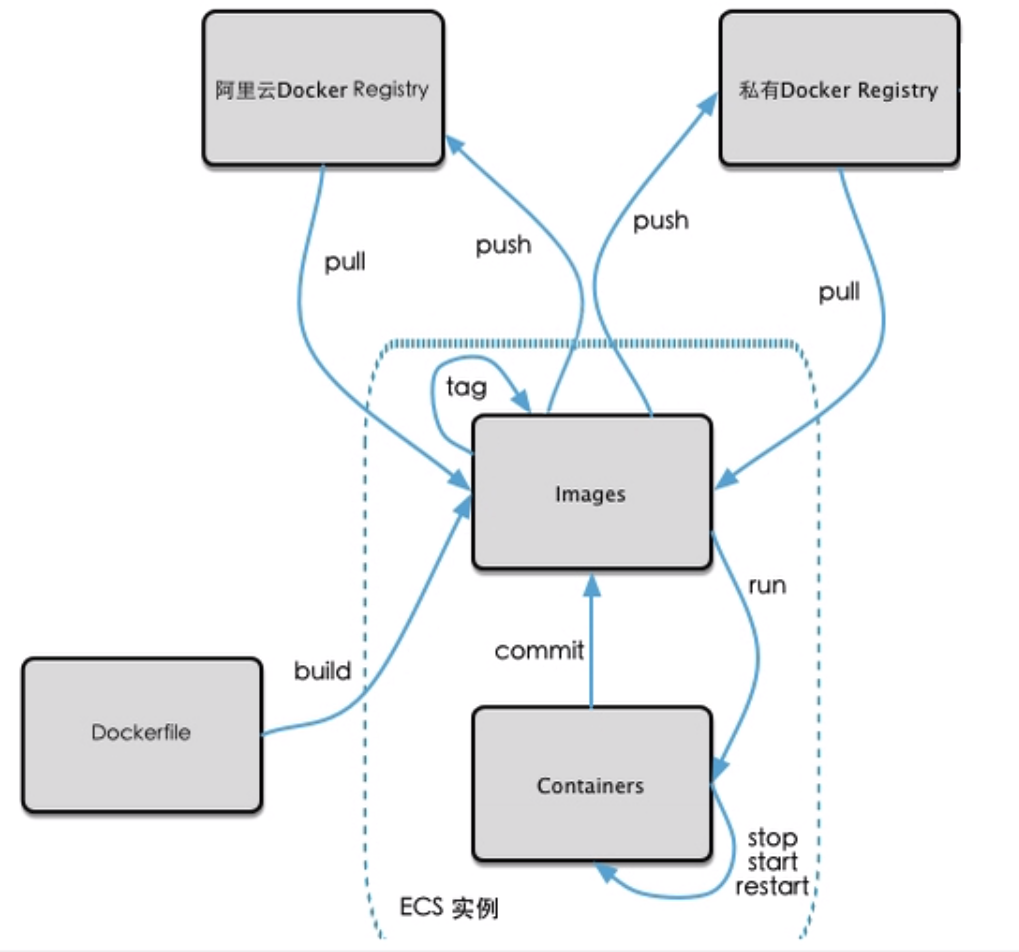 阿里云Docker Registry
私有Docker Registry
push
push
pull
pull
tag
Images
run
commit
build
Dockerfile
Containers
stop
start
restart
ECS 实例